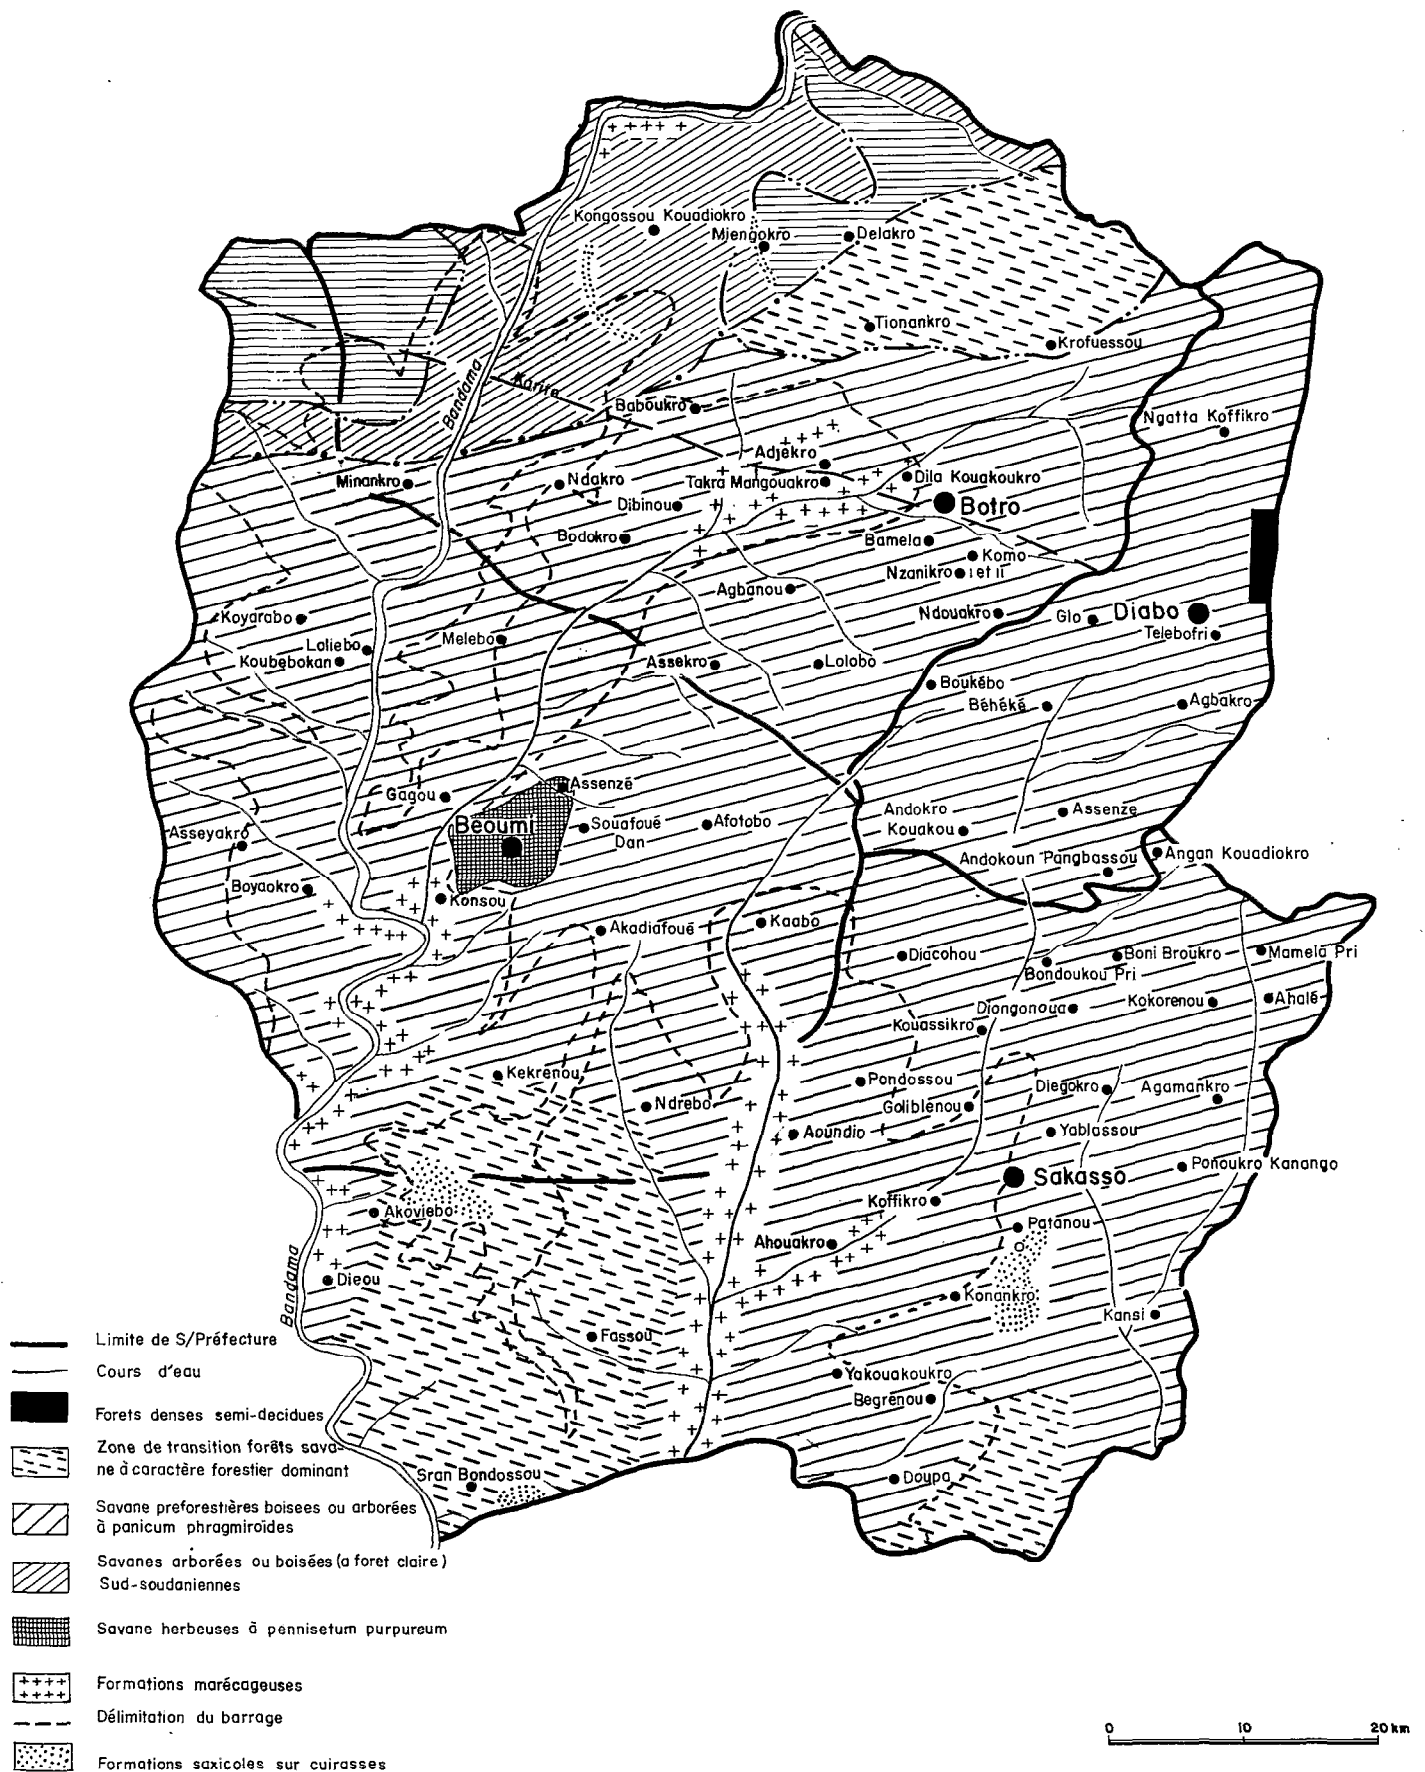 Kongossou Kouadiokro
Miengokro
Delakro
Tionankro
Krofuessou
Bandama
Karita
Baboukro
Ngatta Koffikro
Adjekro
Minankro
Ndakro
Takra Mangouakro
Dila Kouakoukro
Dibinou
Botro
Bodokro
Bamela
Komo
Nzanikro I et II
Agbanou
Koyarabo
Ndouakro
Glo
Diabo
Telebofri
Laliebo
Melebo
Koubebokan
Assekro
Lolobo
Boukébo
Béhéké
Agbakro
Assenzé
Gagou
Andokro
Kouakou
Assenze
Beoumi
Souafoué
Dan
Afotobo
Asseyakro
Andokoun Pangbassou
Angan Kouadiokro
Boyaokro
Konsou
Akadiafoué
Kaabo
Diacohou
Boni Broukro
Mamela Pri
Bondoukou Pri
Diongonoua
Kokorenou
Ahalé
Kouassikro
Kekrenou
Pondossou
Diegokro
Agamankro
Ndrebo
Goliblenou
Aoundio
Yablassou
Ponoukro Kanango
Sakasso
Akoviebo
Koffikro
Patanou
Ahouakro
Bandama
Dieou
Konankro
Kansi
Fassou
Yakouakoukro
Begrenou
Sran Bondossou
Doupa
Limite de S/Préfecture
Cours d'eau
Forets denses semi-decidues
Zone de transition forêts sava-
ne à caractère forestier dominant
Savane preforestières boisees ou arborées
à panicum phragmiroïdes
Savanes arborées ou boisées (a foret claire)
Sud-soudaniennes
Savane herbeuses à pennisetum purpureum
Formations marécageuses
Délimitation du barrage
Formations saxicoles sur cuirasses
0 10 20 km